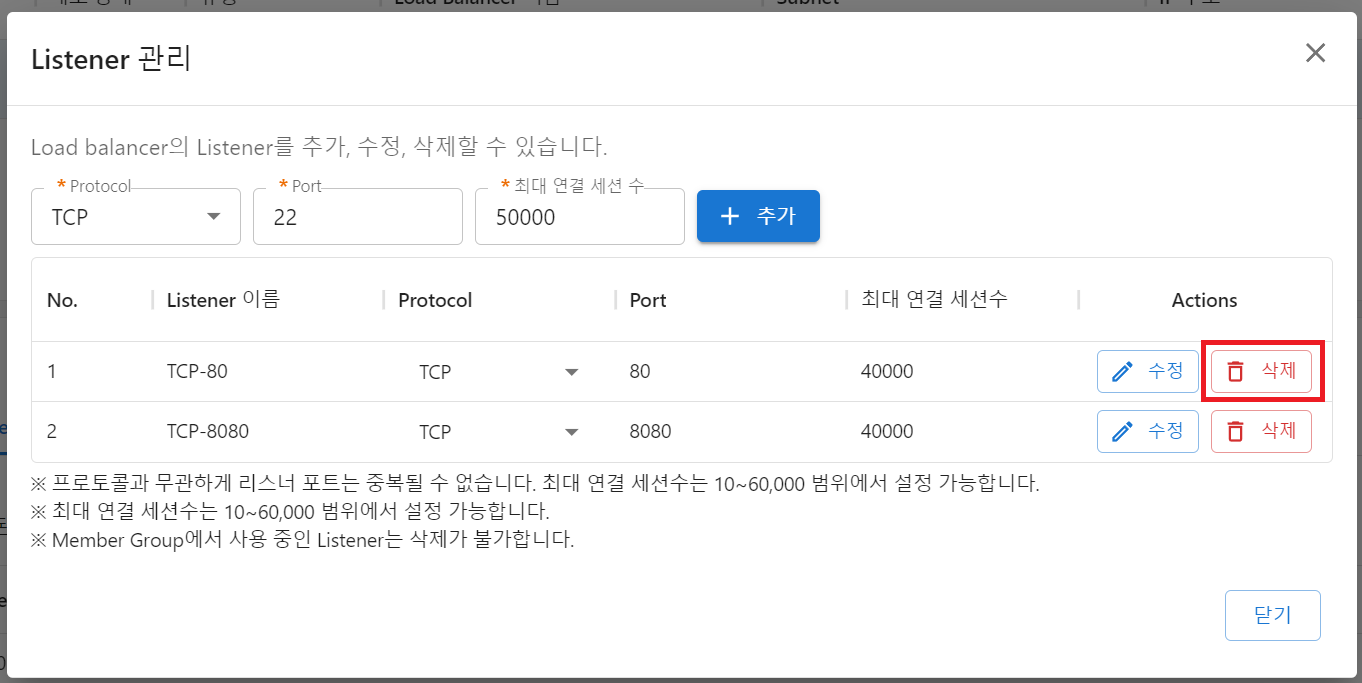 Load Balancer
Subnet
Listener 관리
Load balancer의 Listener를 추가, 수정, 삭제할 수 있습니다.
* Protocol * Port * 최대 연결 세션 수
TCP 22 50000 + 추가
No. Listener 이름 Protocol Port 최대 연결 세션수 Actions
1 TCP-80 TCP 80 40000 수정 삭제
2 TCP-8080 TCP 8080 40000 수정 삭제
※ 프로토콜과 무관하게 리스너 포트는 중복될 수 없습니다. 최대 연결 세션수는 10~60,000 범위에서 설정 가능합니다.
※ 최대 연결 세션수는 10~60,000 범위에서 설정 가능합니다.
※ Member Group에서 사용 중인 Listener는 삭제가 불가합니다.
닫기